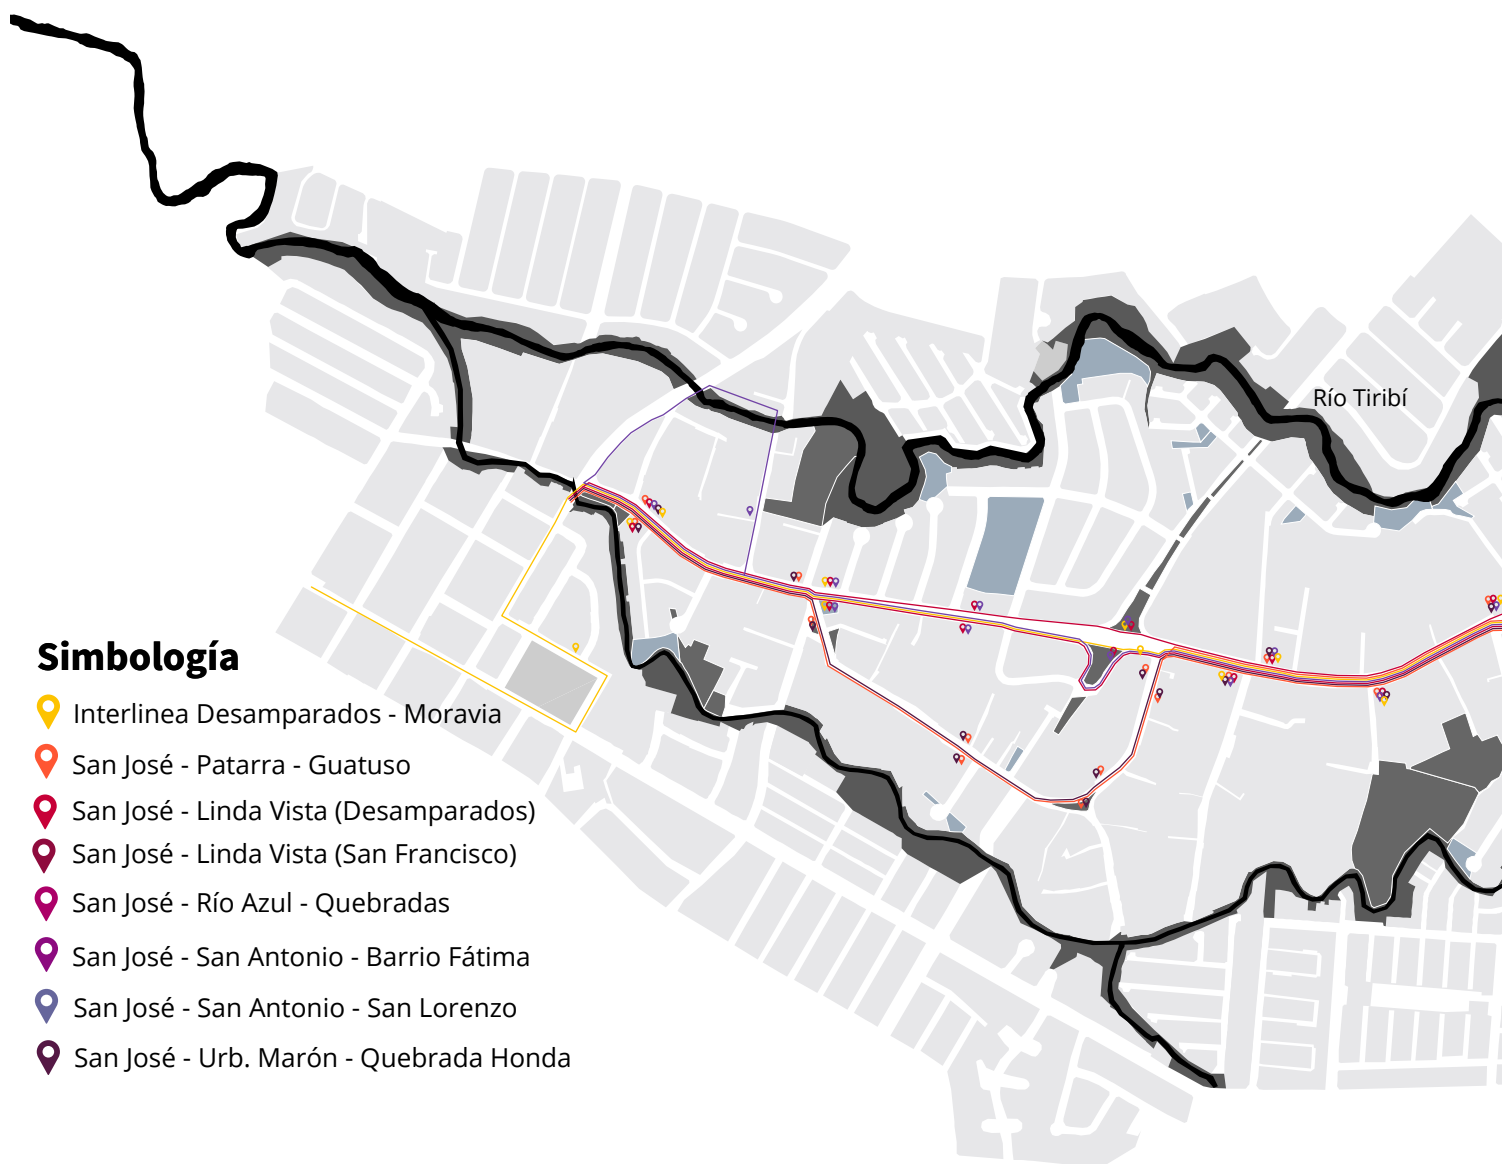 Río Tiribí
Simbología
Interlinea Desamparados - Moravia
San José - Patarra - Guatuso
San José - Linda Vista (Desamparados)
San José - Linda Vista (San Francisco)
San José - Río Azul - Quebradas
San José - San Antonio - Barrio Fátima
San José - San Antonio - San Lorenzo
San José - Urb. Marón - Quebrada Honda